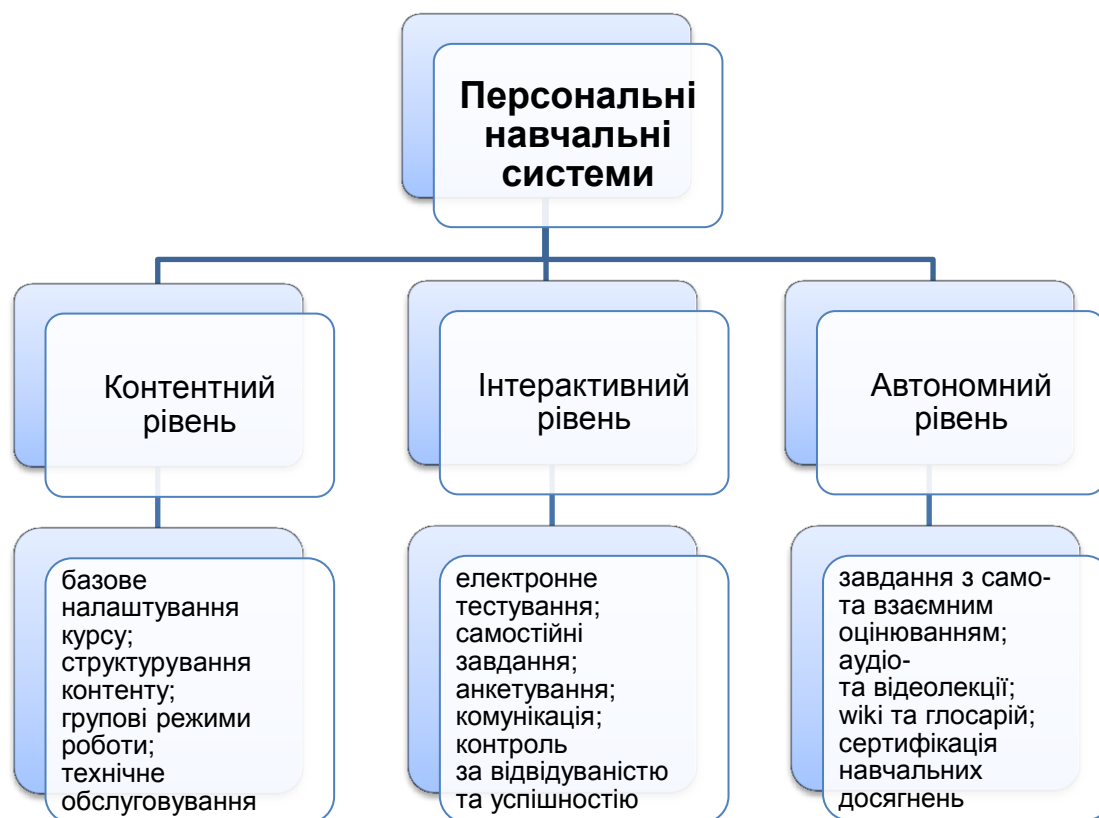 Персональні
навчальні
системи
Контентний
рівень
Інтерактивний
рівень
Автономний
рівень
базове
налаштування
курсу;
структурування
контенту;
групові режими
роботи;
технічне
обслуговування
електронне
тестування;
самостійні
завдання;
анкетування;
комунікація;
контроль
за відвідуваністю
та успішністю
завдання з само-
та взаємним
оцінюванням;
аудіо-
та відеолекції;
wiki та глосарій;
сертифікація
навчальних
досягнень